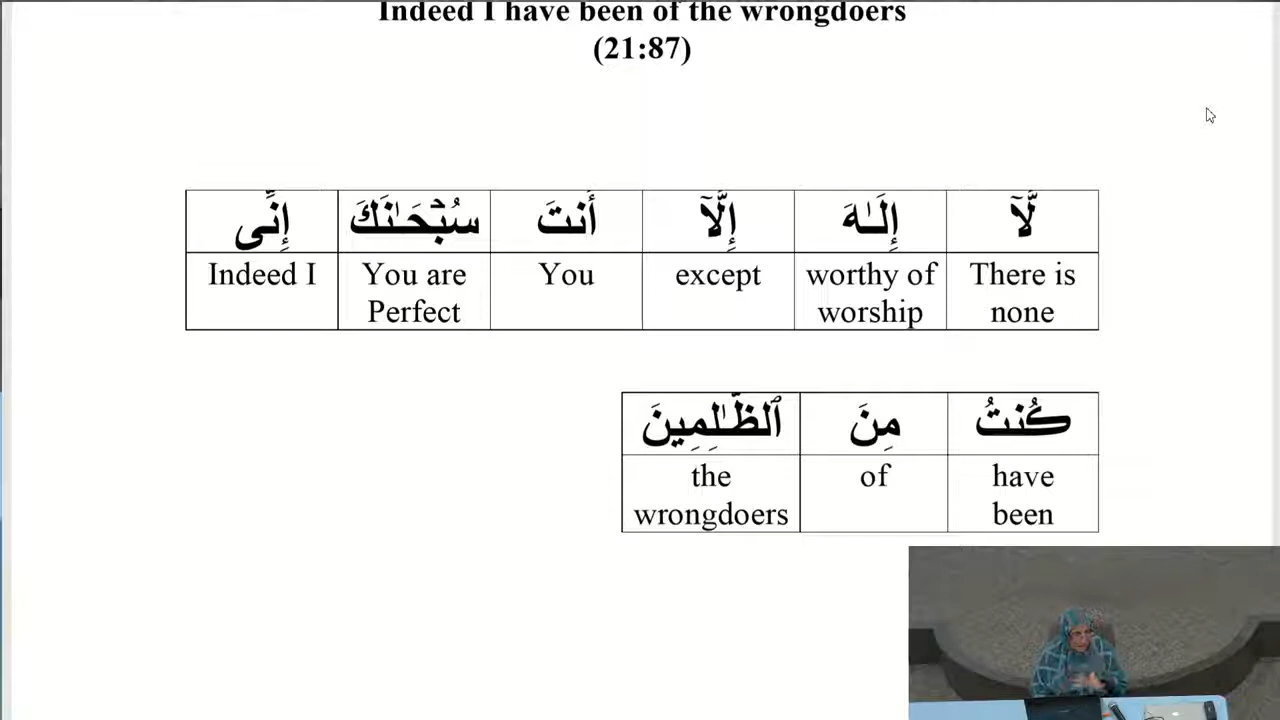 Indeed I have been of the wrongdoers
(21:87)
لَّآ إِلَـٰهَ إِلَّآ أَنتَ سُبْحَـٰنَكَ إِنِّى
There is none worthy of worship except You You are Perfect Indeed I
كُنتُ مِنَ ٱلظَّـٰلِمِينَ
have been of the wrongdoers